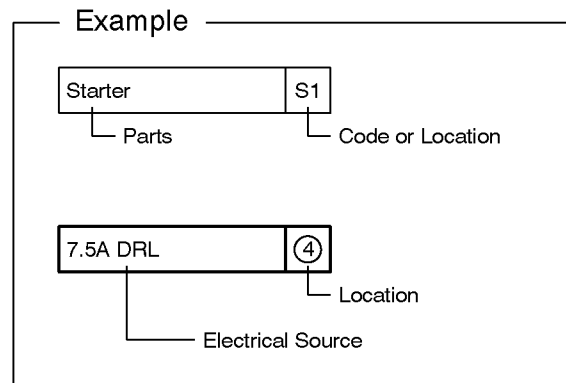 Example
Starter S1
Parts Code or Location
7.5A DRL 4
Location
Electrical Source